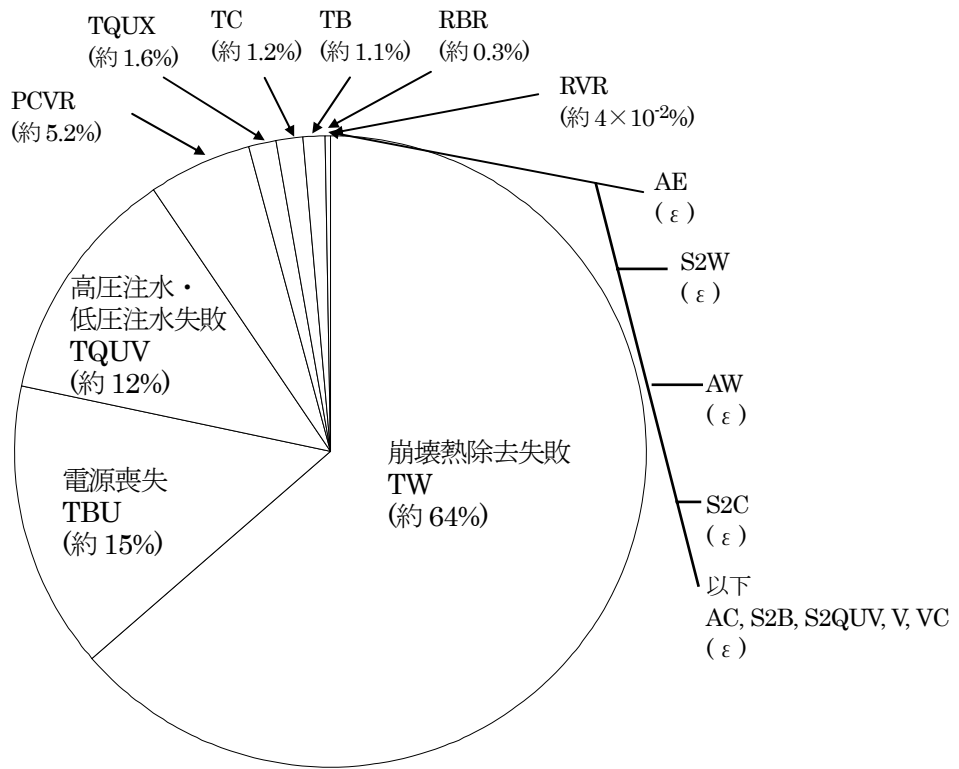 TQUX
(約 1.6%)
TC
(約 1.2%)
TB
(約 1.1%)
RBR
(約 0.3%)
RVR
(約 4×10⁻²%)
PCVR
(約 5.2%)
AE
(ε)
S2W
(ε)
AW
(ε)
S2C
(ε)
以下
AC, S2B, S2QUV, V, VC
(ε)
高圧注水・
低圧注水失敗
TQUV
(約 12%)
電源喪失
TBU
(約 15%)
崩壊熱除去失敗
TW
(約 64%)